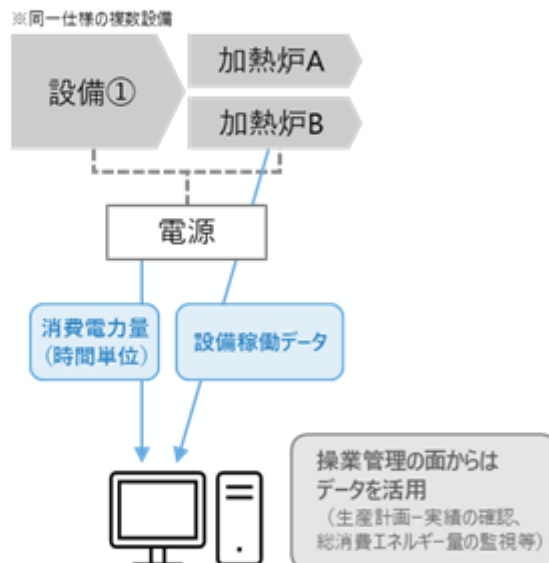 ※同一仕様の複数設備
設備①
加熱炉A
加熱炉B
電源
消費電力量
(時間単位)
設備稼働データ
操業管理の面からは
データを活用
(生産計画−実績の確認、
総消費エネルギー量の監視等)